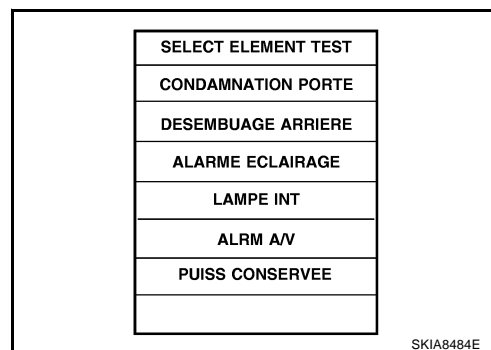 SELECT ELEMENT TEST
CONDAMNATION PORTE
DESEMBUAGE ARRIERE
ALARME ECLAIRAGE
LAMPE INT
ALRM A/V
PUISS CONSERVEE
SKIA8484E